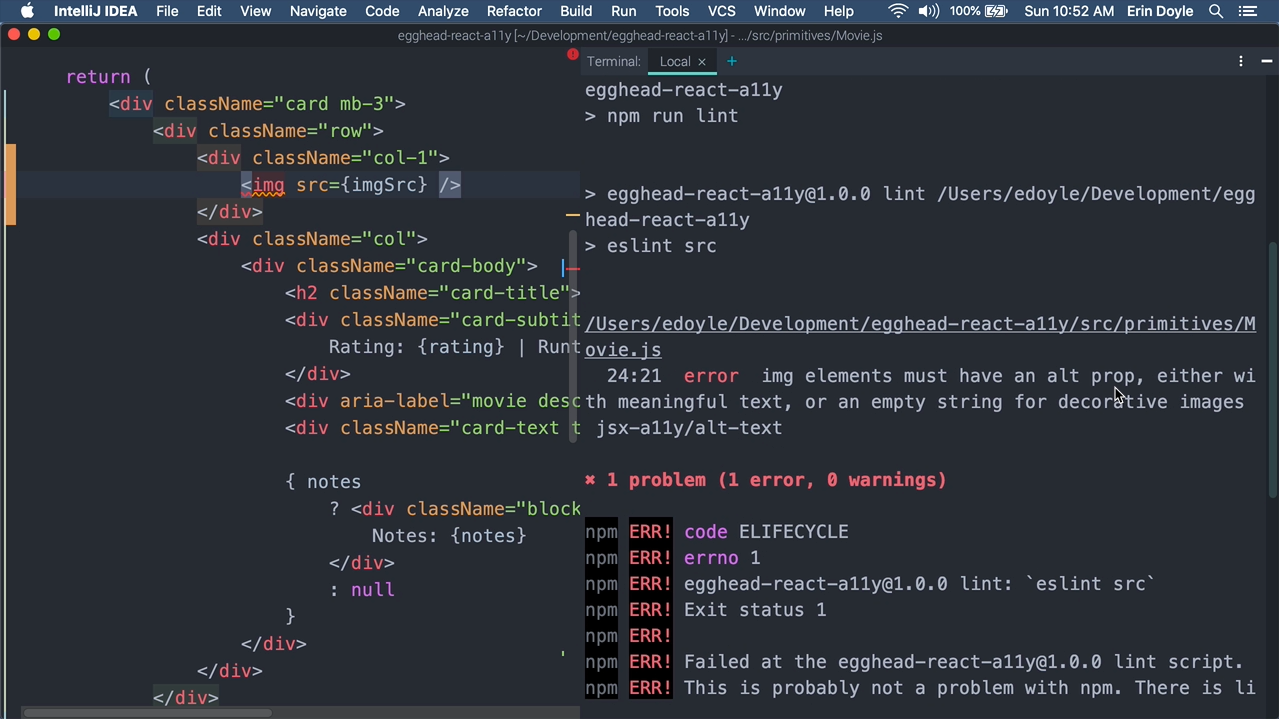 IntelliJ IDEA File Edit View Navigate Code Analyze Refactor Build Run Tools VCS Window Help 100% Sun 10:52 AM Erin Doyle
egghead-react-a11y [~/Development/egghead-react-a11y] - .../src/primitives/Movie.js
return (
<div className="card mb-3">
<div className="row">
<div className="col-1">
<img src={imgSrc} />
</div>
<div className="col">
<div className="card-body">
<h2 className="card-title">
<div className="card-subtit
Rating: {rating} | Runt
</div>
<div aria-label="movie desc
<div className="card-text t
{ notes
? <div className="block
Notes: {notes}
</div>
: null
}
</div>
</div>
</div>
Terminal: Local × +
egghead-react-a11y
> npm run lint
> egghead-react-a11y@1.0.0 lint /Users/edoyle/Development/egg
head-react-a11y
> eslint src
/Users/edoyle/Development/egghead-react-a11y/src/primitives/M
ovie.js
24:21 error img elements must have an alt prop, either wi
th meaningful text, or an empty string for decorative images
jsx-a11y/alt-text
✖ 1 problem (1 error, 0 warnings)
npm ERR! code ELIFECYCLE
npm ERR! errno 1
npm ERR! egghead-react-a11y@1.0.0 lint: `eslint src`
npm ERR! Exit status 1
npm ERR!
npm ERR! Failed at the egghead-react-a11y@1.0.0 lint script.
npm ERR! This is probably not a problem with npm. There is li